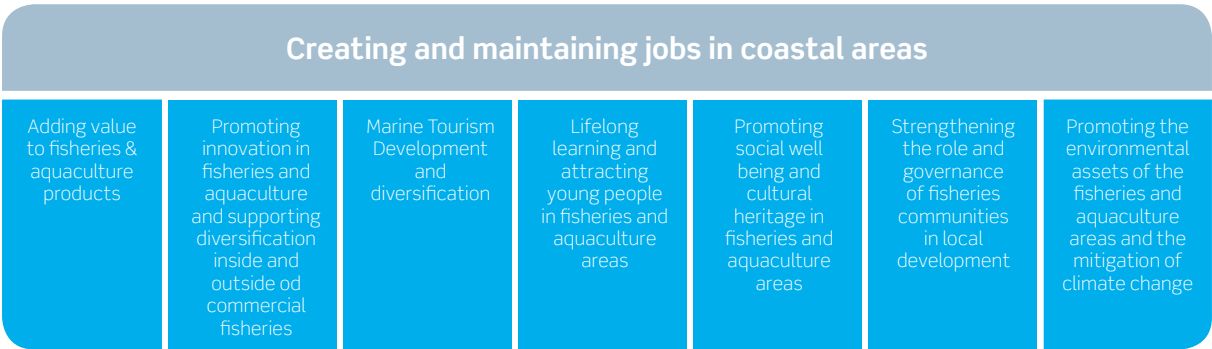 Creating and maintaining jobs in coastal areas
Adding value
to fisheries &
aquaculture
products
Promoting
innovation in
fisheries and
aquaculture
and supporting
diversification
inside and
outside od
commercial
fisheries
Marine Tourism
Development
and
diversification
Lifelong
learning and
attracting
young people
in fisheries and
aquaculture
areas
Promoting
social well
being and
cultural
heritage in
fisheries and
aquaculture
areas
Strengthening
the role and
governance
of fisheries
communities
in local
development
Promoting the
environmental
assets of the
fisheries and
aquaculture
areas and the
mitigation of
climate change